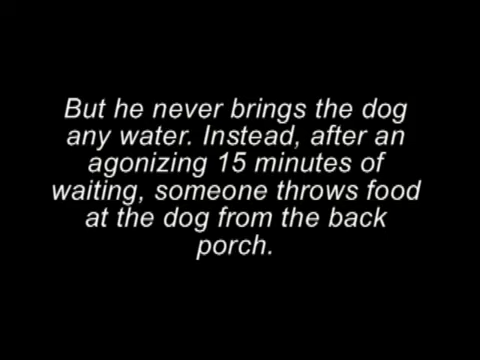 But he never brings the dog
any water. Instead, after an
agonizing 15 minutes of
waiting, someone throws food
at the dog from the back
porch.